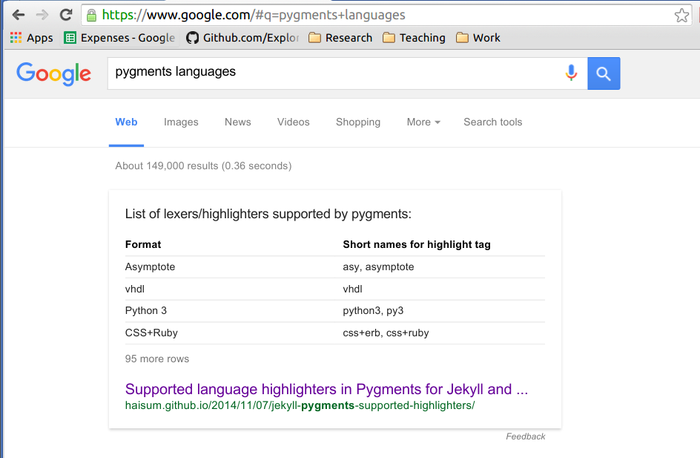 https://www.google.com/#q=pygments+languages
Apps Expenses - Google Github.com/Explor Research Teaching Work
Google pygments languages
Web Images News Videos Shopping More Search tools
About 149,000 results (0.36 seconds)
List of lexers/highlighters supported by pygments:
Format Short names for highlight tag
Asymptote asy, asymptote
vhdl vhdl
Python 3 python3, py3
CSS+Ruby css+erb, css+ruby
95 more rows
Supported language highlighters in Pygments for Jekyll and ...
haisum.github.io/2014/11/07/jekyll-pygments-supported-highlighters/
Feedback